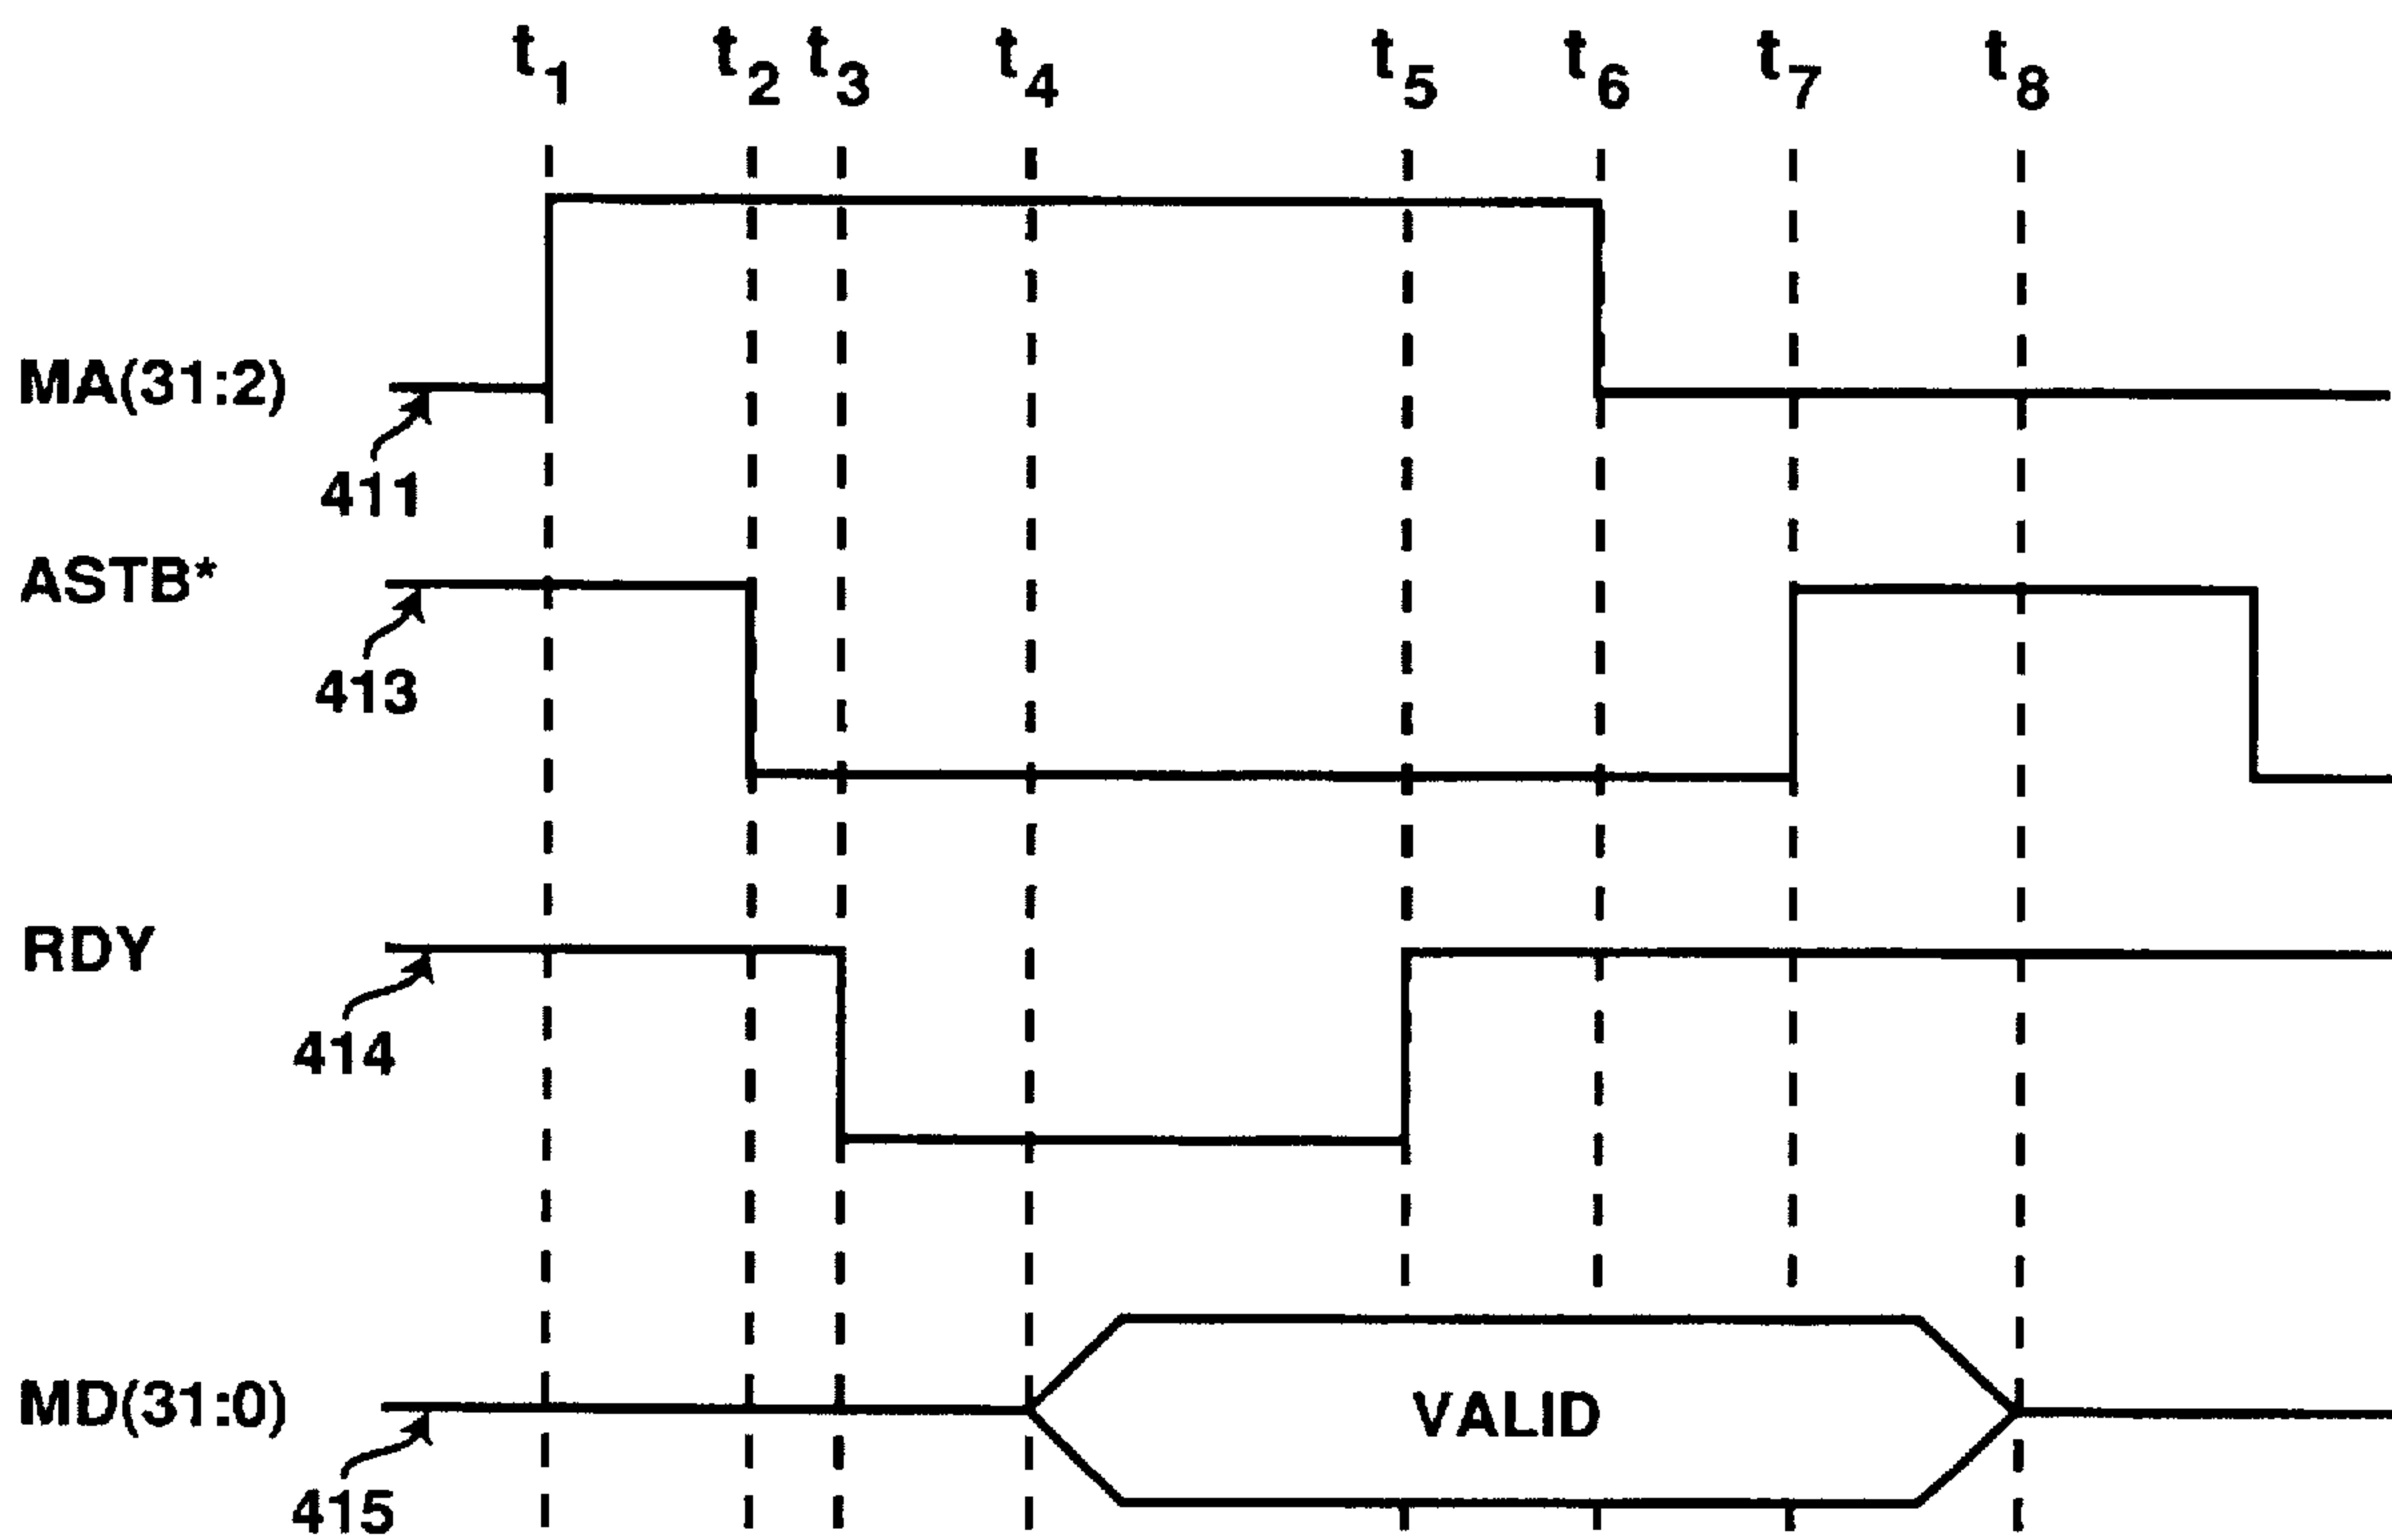 t1 t2 t3 t4 t5 t6 t7 t8
MA(31:2)
411
ASTB*
413
RDY
414
MD(31:0)
VALID
415